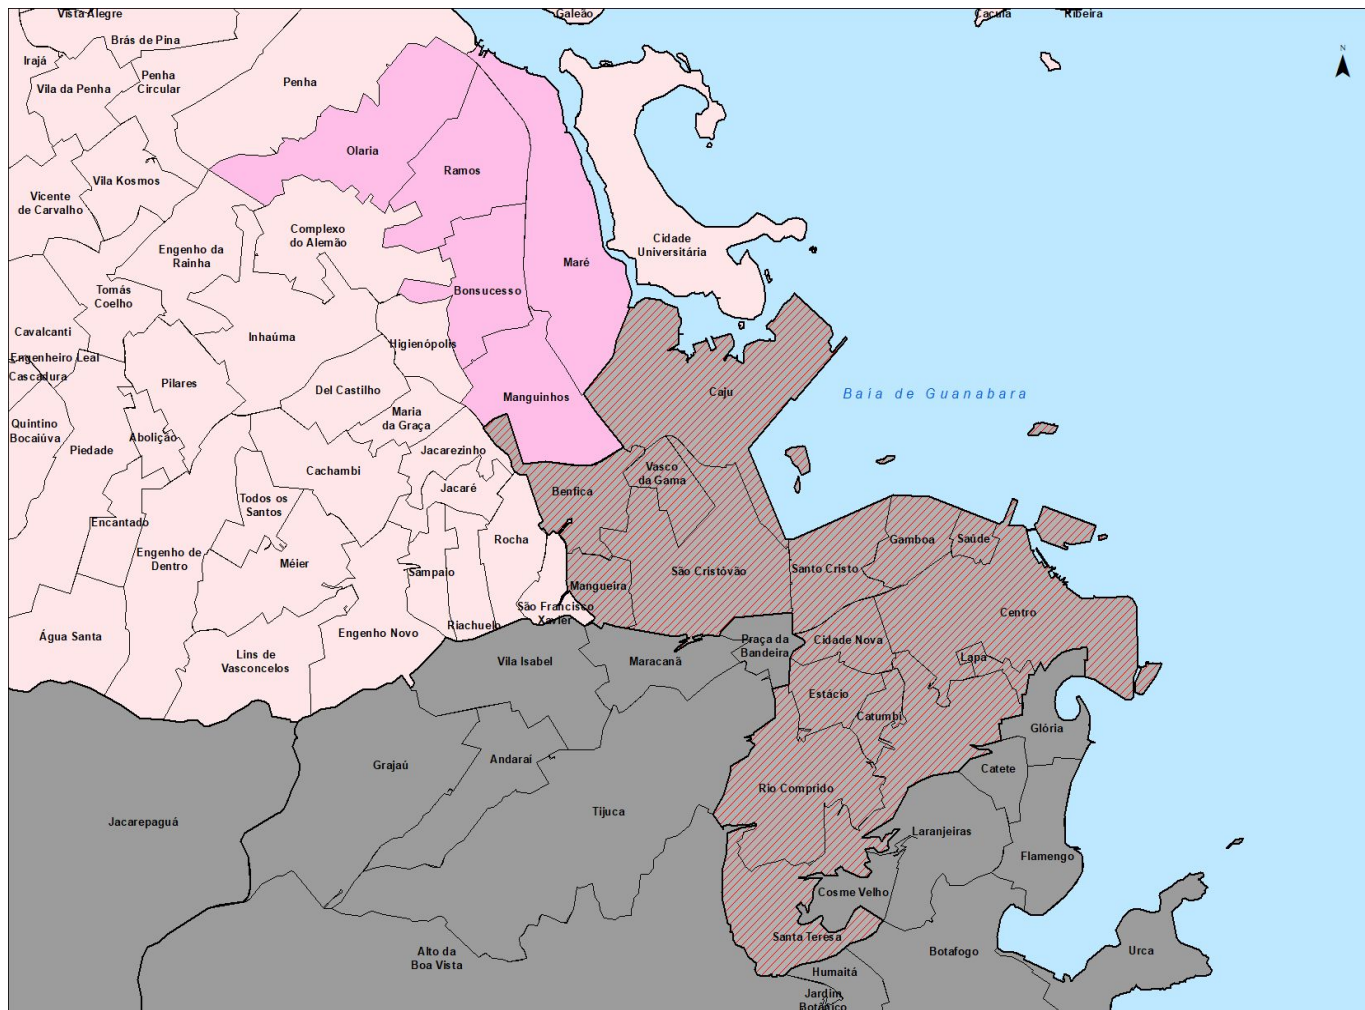 Vista Alegre
Galeão
Cacuia
Ribeira
Brás de Pina
Irajá
Penha
Circular
Vila da Penha
Penha
N
Olaria
Ramos
Vila Kosmos
Vicente
de Carvalho
Complexo
do Alemão
Engenho da
Rainha
Cidade
Universitária
Maré
Tomás
Coelho
Bonsucesso
Cavalcanti
Inhaúma
Higienópolis
Engenheiro Leal
Cascadura
Pilares
Del Castilho
Manguinhos
Caju
Baía de Guanabara
Maria
da Graça
Quintino
Bocaiúva
Piedade
Abolição
Jacarezinho
Cachambi
Vasco
da Gama
Jacaré
Benfica
Todos os
Santos
Encantado
Engenho de
Dentro
Rocha
Gamboa
Saúde
Méier
Sampaio
Mangueira
São Cristóvão
Santo Cristo
Centro
São Francisco
Xavier
Água Santa
Engenho Novo
Riachuelo
Praça da
Bandeira
Cidade Nova
Lins de
Vasconcelos
Vila Isabel
Maracanã
Lapa
Estácio
Catumbi
Glória
Grajaú
Andaraí
Catete
Rio Comprido
Tijuca
Jacarepaguá
Laranjeiras
Flamengo
Cosme Velho
Santa Teresa
Alto da
Boa Vista
Botafogo
Urca
Humaitá
Jardim
Botânico